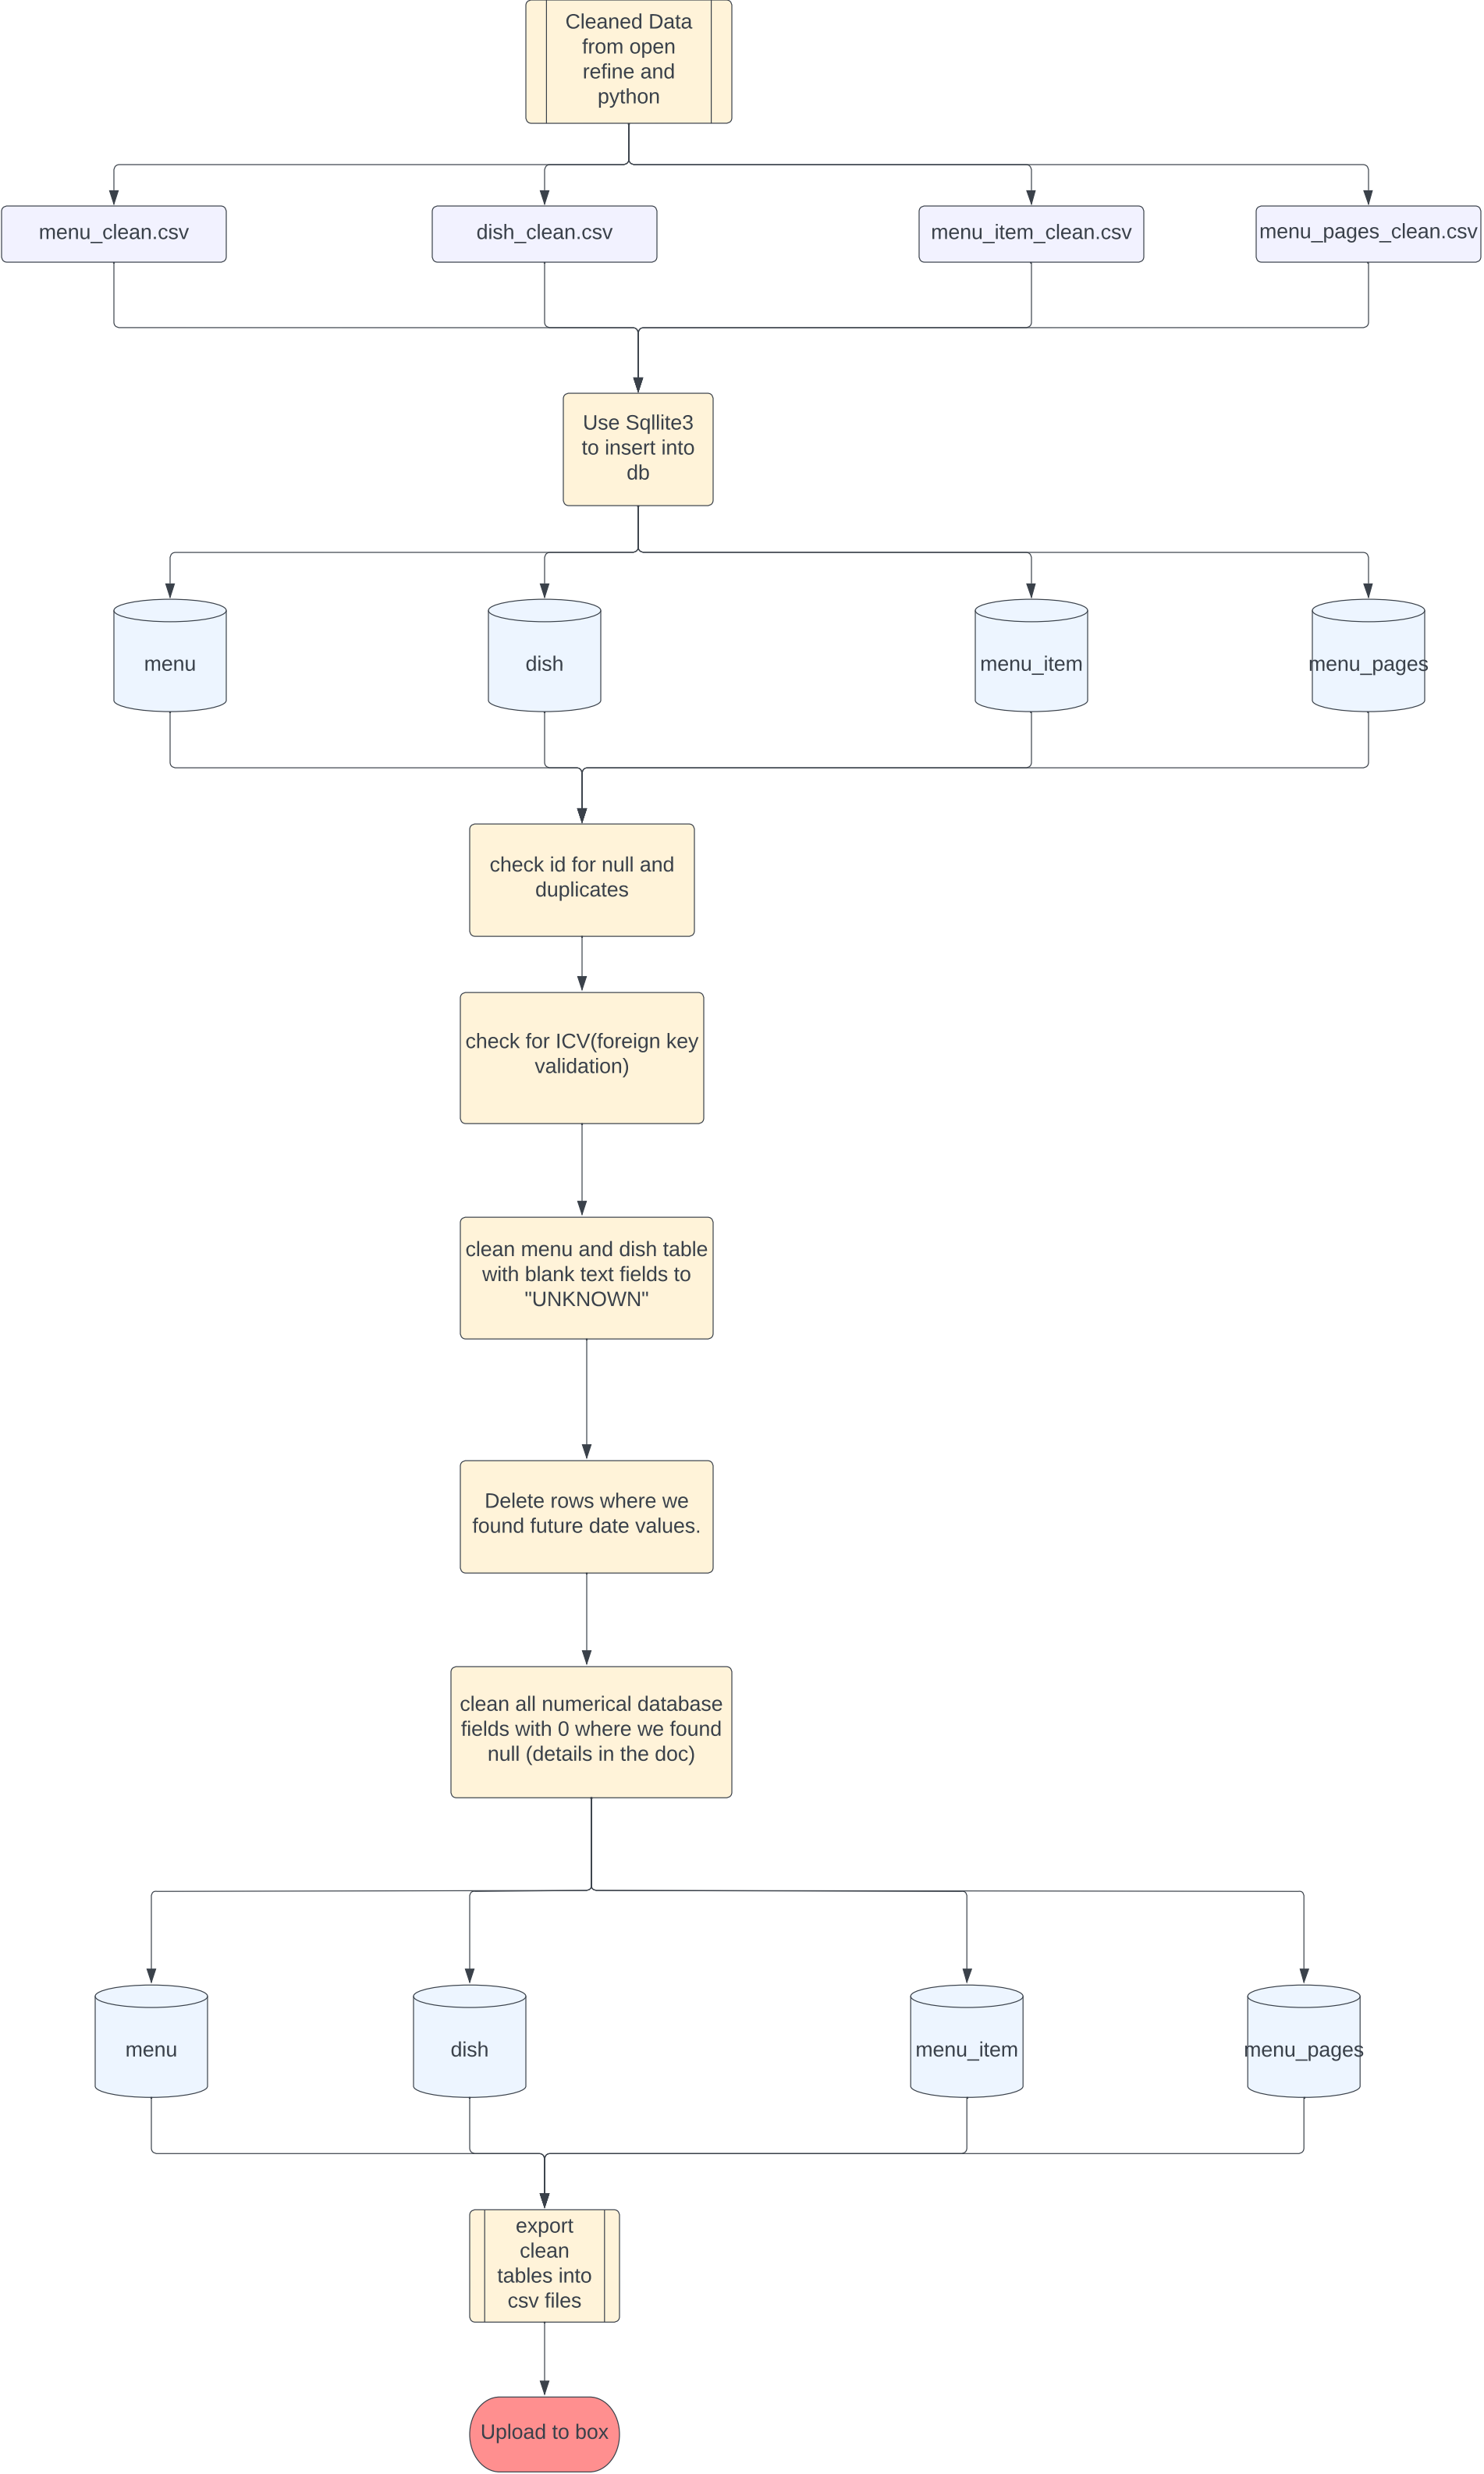 Cleaned Data
from open
refine and
python
menu_clean.csv
dish_clean.csv
menu_item_clean.csv
menu_pages_clean.csv
Use Sqllite3
to insert into
db
menu
dish
menu_item
menu_pages
check id for null and
duplicates
check for ICV(foreign key
validation)
clean menu and dish table
with blank text fields to
"UNKNOWN"
Delete rows where we
found future date values.
clean all numerical database
fields with 0 where we found
null (details in the doc)
menu
dish
menu_item
menu_pages
export
clean
tables into
csv files
Upload to box